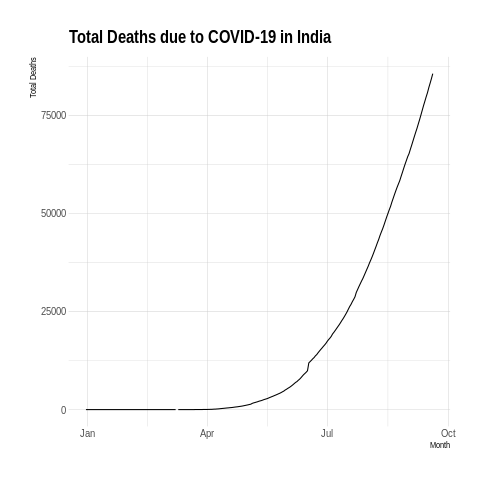 Total Deaths due to COVID-19 in India
Total Deaths
75000
50000
25000
0
Jan Apr Jul Oct
Month